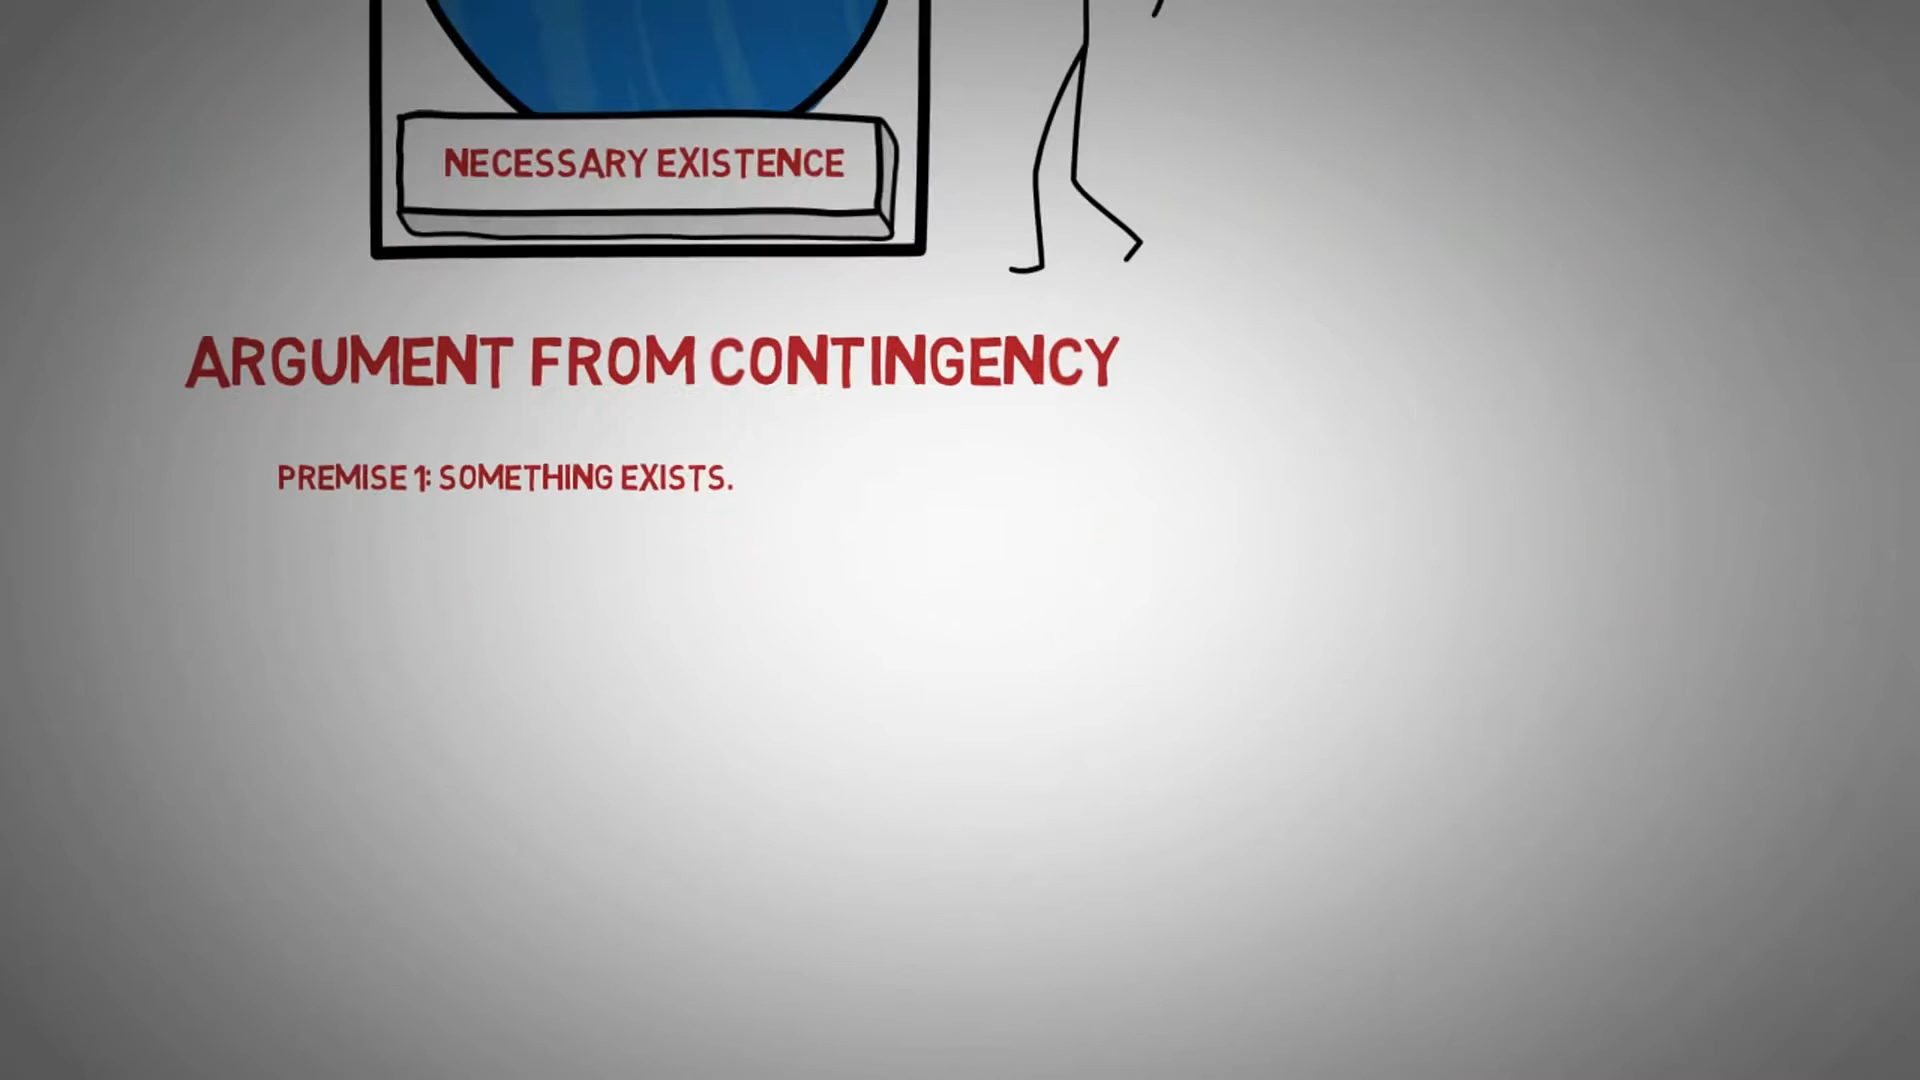 NECESSARY EXISTENCE
ARGUMENT FROM CONTINGENCY
PREMISE 1: SOMETHING EXISTS.